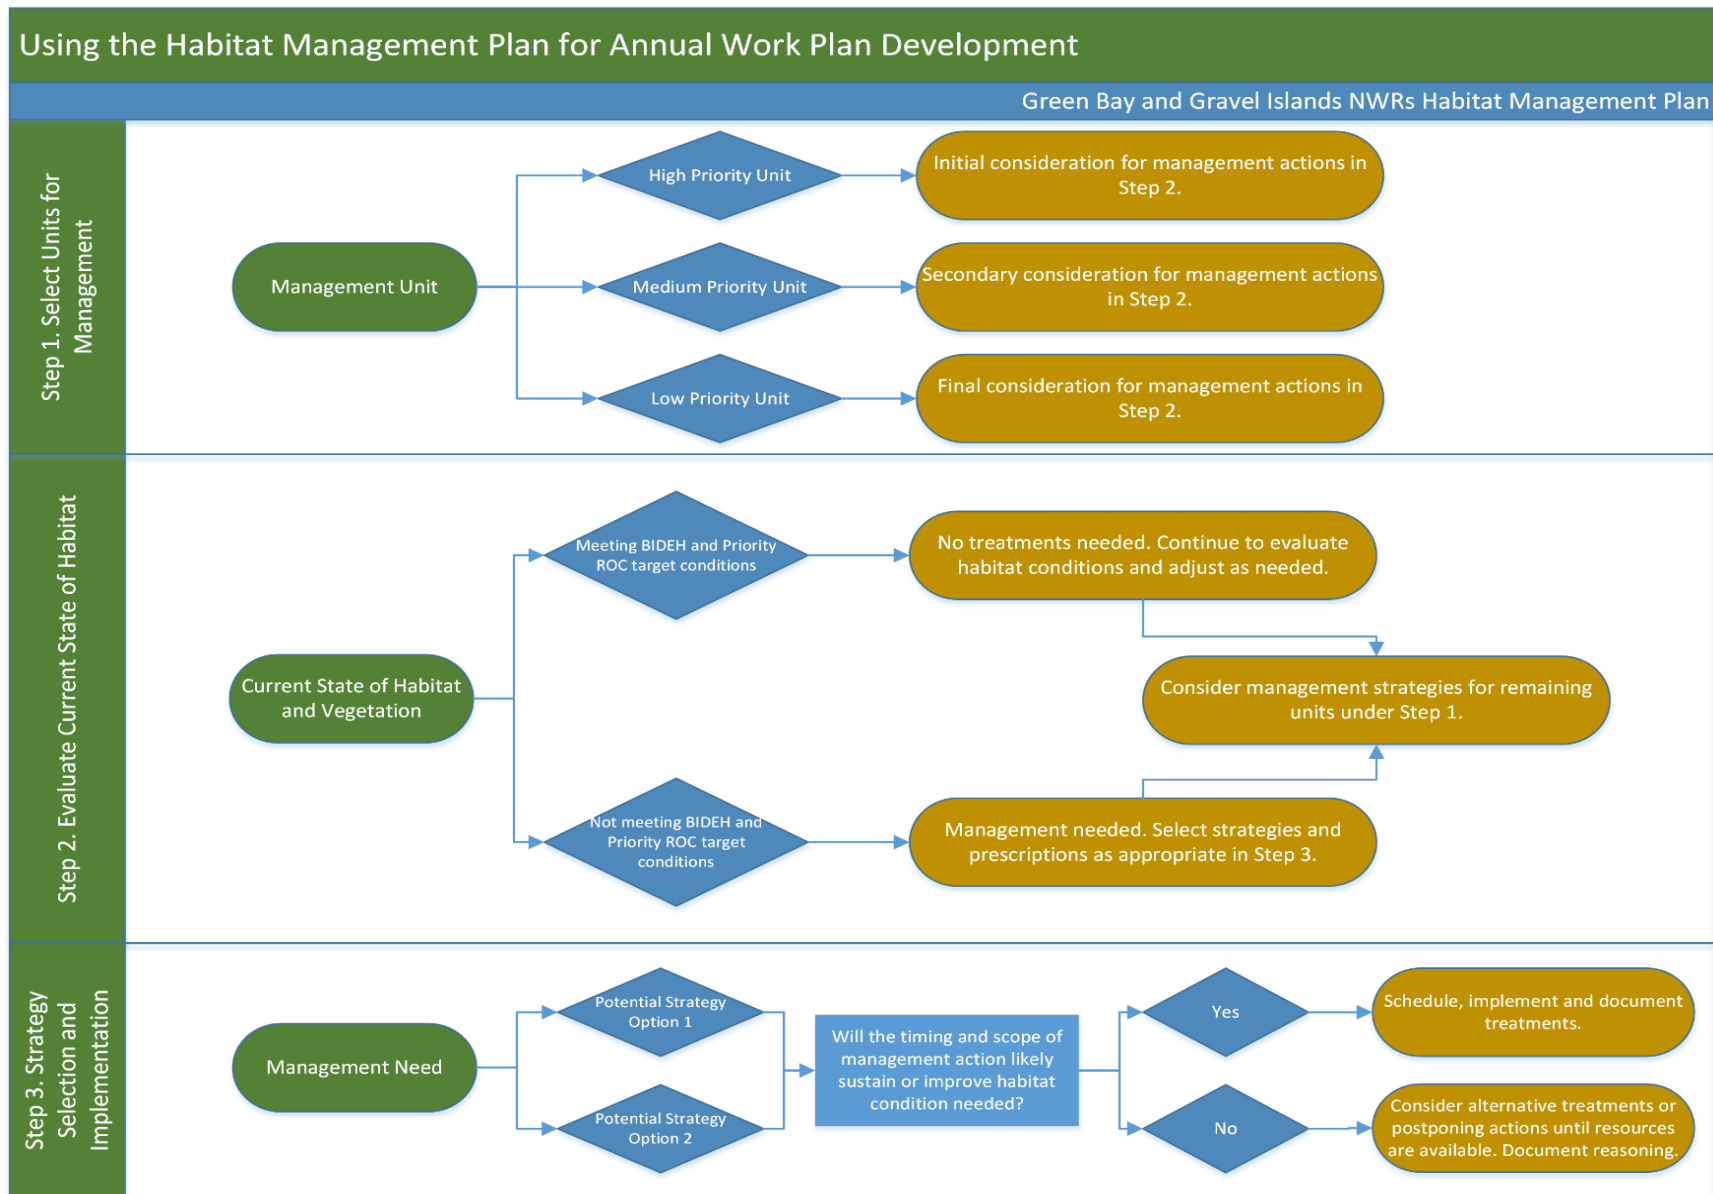 Using the Habitat Management Plan for Annual Work Plan Development
Green Bay and Gravel Islands NWRs Habitat Management Plan
Step 1. Select Units for
Management
Management Unit
High Priority Unit
Initial consideration for management actions in
Step 2.
Medium Priority Unit
Secondary consideration for management actions
in Step 2.
Low Priority Unit
Final consideration for management actions in
Step 2.
Step 2. Evaluate Current State of Habitat
Current State of Habitat
and Vegetation
Meeting BIDEH and Priority
ROC target conditions
No treatments needed. Continue to evaluate
habitat conditions and adjust as needed.
Consider management strategies for remaining
units under Step 1.
Not meeting BIDEH and
Priority ROC target
conditions
Management needed. Select strategies and
prescriptions as appropriate in Step 3.
Step 3. Strategy
Selection and
Implementation
Management Need
Potential Strategy
Option 1
Potential Strategy
Option 2
Will the timing and scope of
management action likely
sustain or improve habitat
condition needed?
Yes
Schedule, implement and document
treatments.
No
Consider alternative treatments or
postponing actions until resources
are available. Document reasoning.